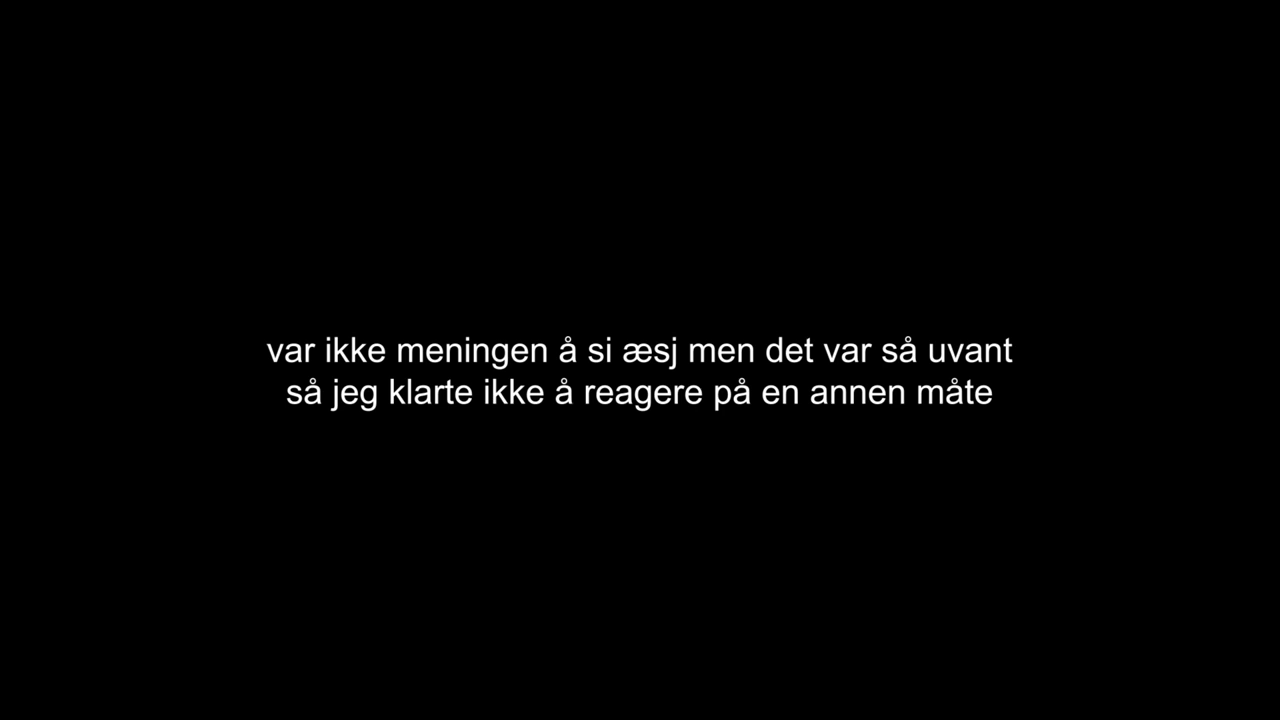 var ikke meningen å si æsj men det var så uvant
så jeg klarte ikke å reagere på en annen måte